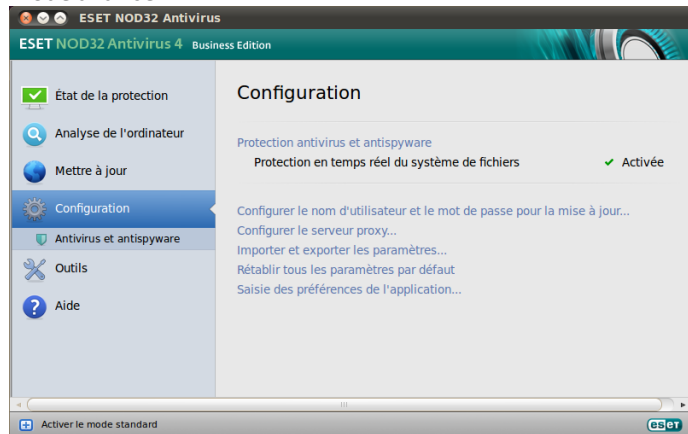 ESET NOD32 Antivirus
ESET NOD32 Antivirus 4 Business Edition
État de la protection
Analyse de l'ordinateur
Mettre à jour
Configuration
Antivirus et antispyware
Outils
Aide
Configuration
Protection antivirus et antispyware
Protection en temps réel du système de fichiers Activée
Configurer le nom d'utilisateur et le mot de passe pour la mise à jour...
Configurer le serveur proxy...
Importer et exporter les paramètres...
Rétablir tous les paramètres par défaut
Saisie des préférences de l'application...
Activer le mode standard
eset